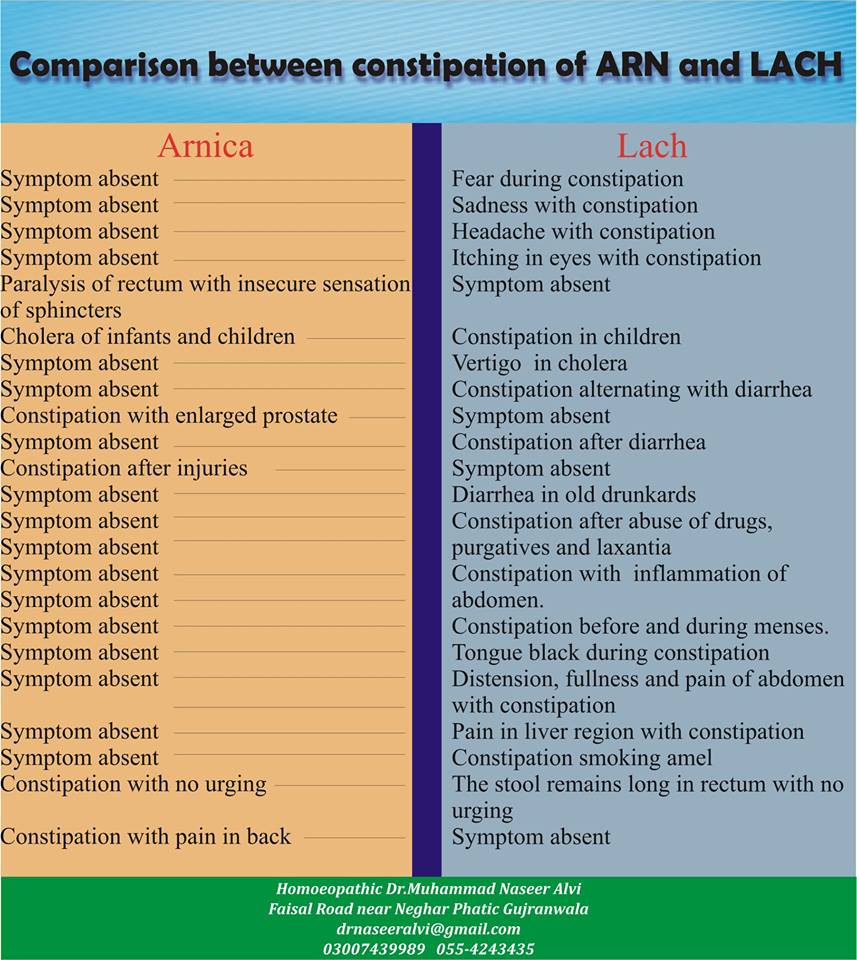 Comparison between constipation of ARN and LACH
Arnica
Symptom absent
Symptom absent
Symptom absent
Symptom absent
Paralysis of rectum with insecure sensation
of sphincters
Cholera of infants and children
Symptom absent
Symptom absent
Constipation with enlarged prostate
Symptom absent
Constipation after injuries
Symptom absent
Symptom absent
Symptom absent
Symptom absent
Symptom absent
Symptom absent
Symptom absent
Symptom absent
Symptom absent
Symptom absent
Constipation with no urging
Constipation with pain in back
Lach
Fear during constipation
Sadness with constipation
Headache with constipation
Itching in eyes with constipation
Symptom absent
Constipation in children
Vertigo in cholera
Constipation alternating with diarrhea
Symptom absent
Constipation after diarrhea
Symptom absent
Diarrhea in old drunkards
Constipation after abuse of drugs,
purgatives and laxantia
Constipation with inflammation of
abdomen.
Constipation before and during menses.
Tongue black during constipation
Distension, fullness and pain of abdomen
with constipation
Pain in liver region with constipation
Constipation smoking amel
The stool remains long in rectum with no
urging
Symptom absent
Homoeopathic Dr.Muhammad Naseer Alvi
Faisal Road near Neghar Phatic Gujranwala
drnaseeralvi@gmail.com
03007439989 055-4243435